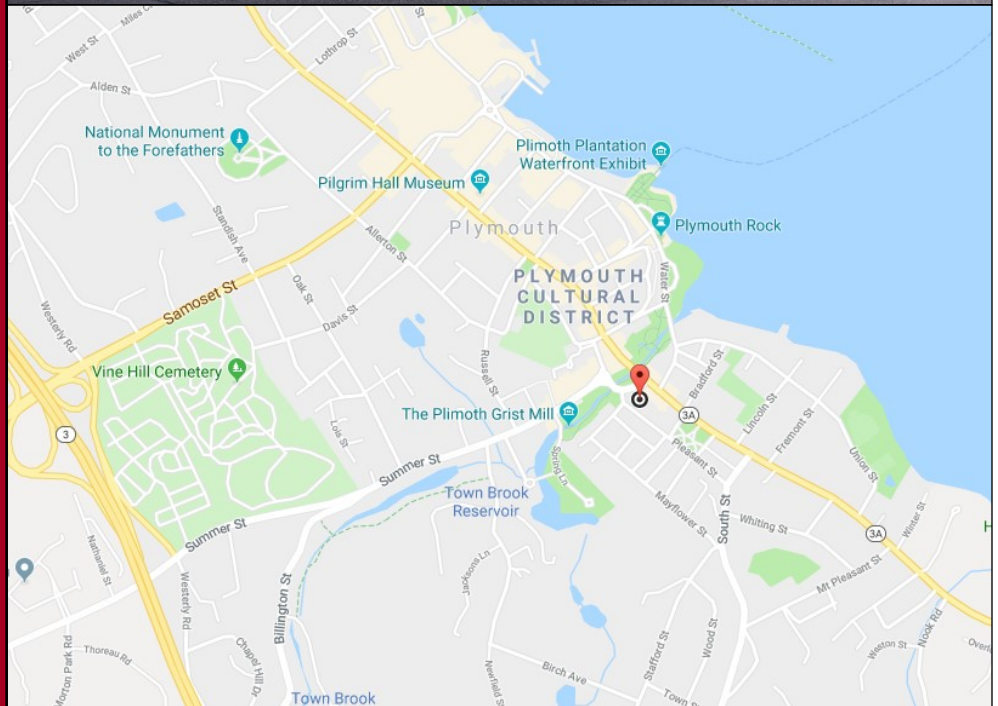 St
Miles
West St
Lothrop St
Alden St
National Monument
to the Forefathers
Plimoth Plantation
Waterfront Exhibit
Pilgrim Hall Museum
Plymouth
Plymouth Rock
Standish Ave
Allerton St
PLYMOUTH
CULTURAL
DISTRICT
Water St
Oak St
Samoset St
Davis St
Westerly Rd
Vine Hill Cemetery
Russell St
Bradford St
The Plimoth Grist Mill
3A
Lincoln St
Fremont St
3
Lois St
Pleasant St
Union St
Summer St
Spring Ln
Town Brook
Reservoir
Mayflower St
South St
Whiting St
Winter St
3A
H
Summer St
Nathaniel St
Jacksons Ln
Mt Pleasant St
Westerly Rd
Billington St
Nook Rd
Stafford St
Wood St
Weston St
Overl
Thoreau Rd
Morton Park Rd
Chapel Hill Dr
Birch Ave
Newfield St
Town S
Town Brook